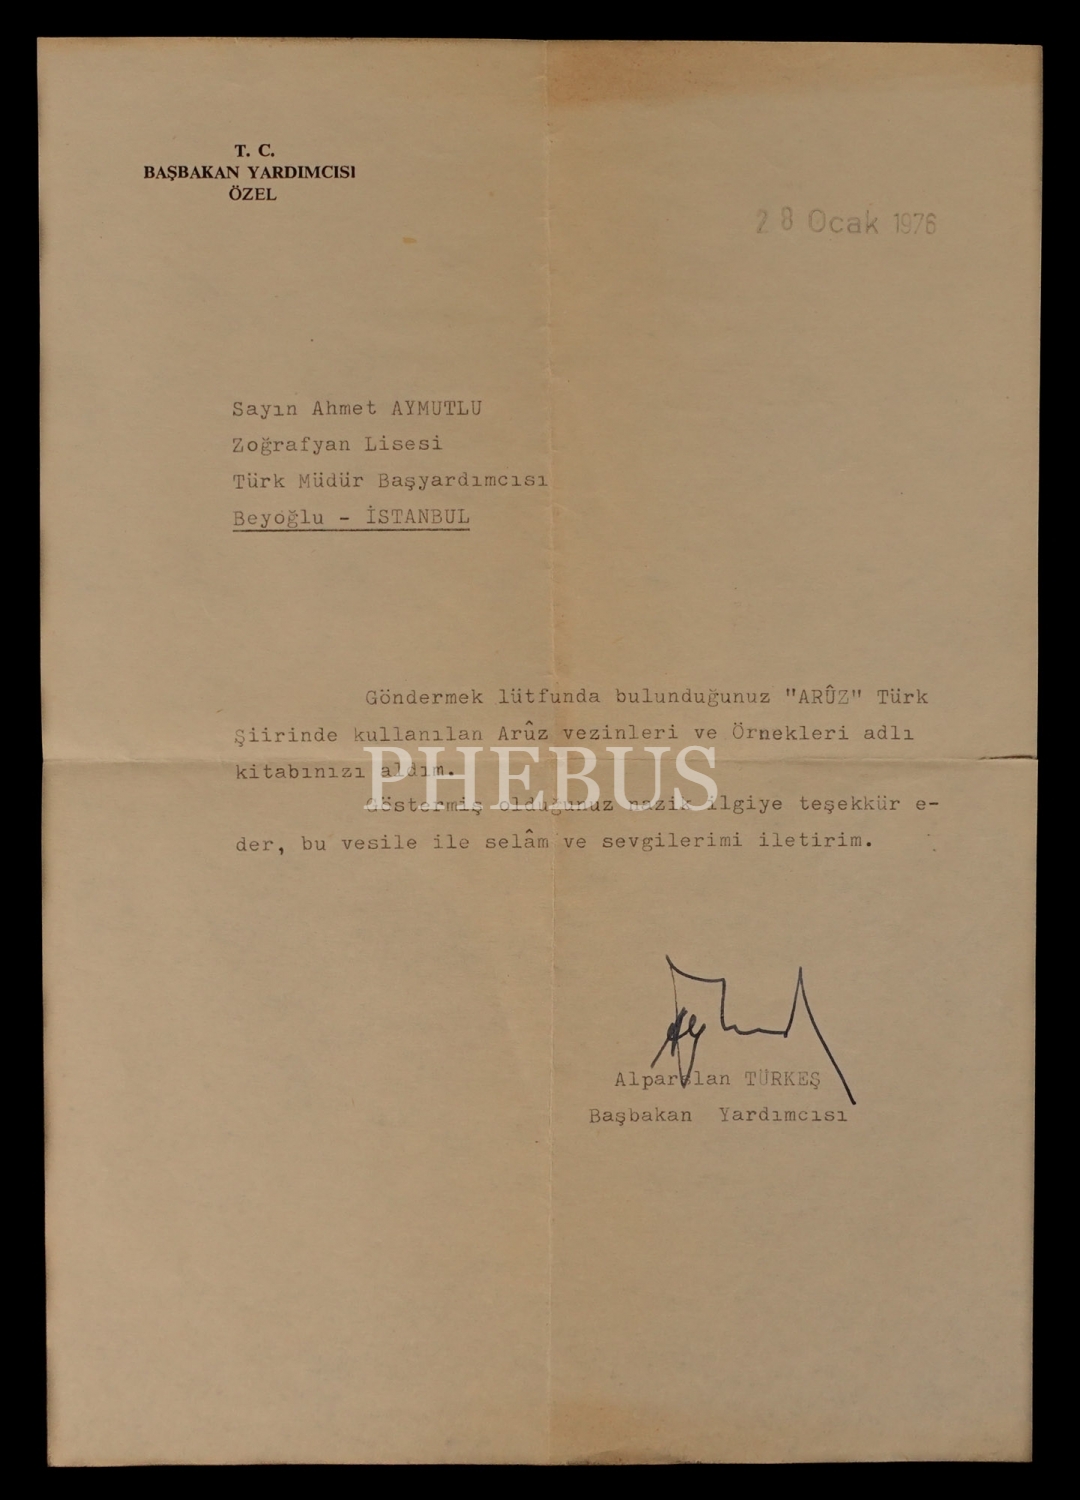 T. C.
BAŞBAKAN YARDIMCISI
ÖZEL
28 Ocak 1976
Sayın Ahmet AYMUTLU
Zoğrafyan Lisesi
Türk Müdür Başyardımcısı
Beyoğlu - İSTANBUL
Göndermek lütfunda bulunduğunuz "ARÛZ" Türk
Şiirinde kullanılan Arûz vezinleri ve Örnekleri adlı
kitabınızı aldım.
PHEBUS
Göstermiş olduğunuz nazik ilgiye teşekkür e-
der, bu vesile ile selâm ve sevgilerimi iletirim.
Alparslan TÜRKEŞ
Başbakan Yardımcısı